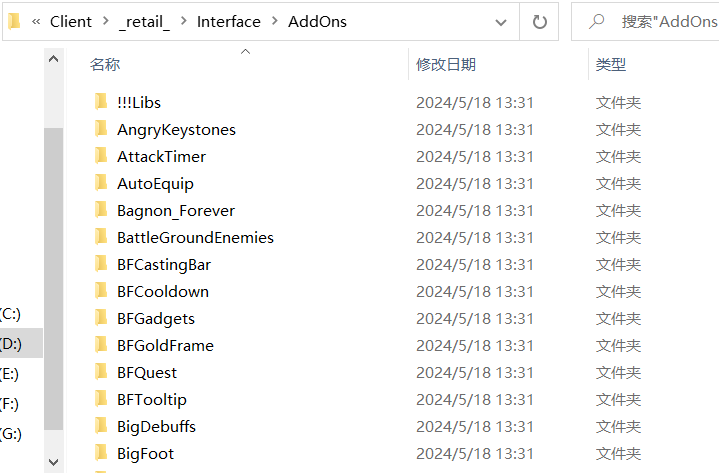 « Client > _retail_ > Interface > AddOns 搜索"AddOns
名称 修改日期 类型
!!!Libs 2024/5/18 13:31 文件夹
AngryKeystones 2024/5/18 13:31 文件夹
AttackTimer 2024/5/18 13:31 文件夹
AutoEquip 2024/5/18 13:31 文件夹
Bagnon_Forever 2024/5/18 13:31 文件夹
BattleGroundEnemies 2024/5/18 13:31 文件夹
BFCastingBar 2024/5/18 13:31 文件夹
(C:) BFCooldown 2024/5/18 13:31 文件夹
BFGadgets 2024/5/18 13:31 文件夹
(D:) BFGoldFrame 2024/5/18 13:31 文件夹
(E:) BFQuest 2024/5/18 13:31 文件夹
(F:) BFTooltip 2024/5/18 13:31 文件夹
(G:) BigDebuffs 2024/5/18 13:31 文件夹
BigFoot 2024/5/18 13:31 文件夹